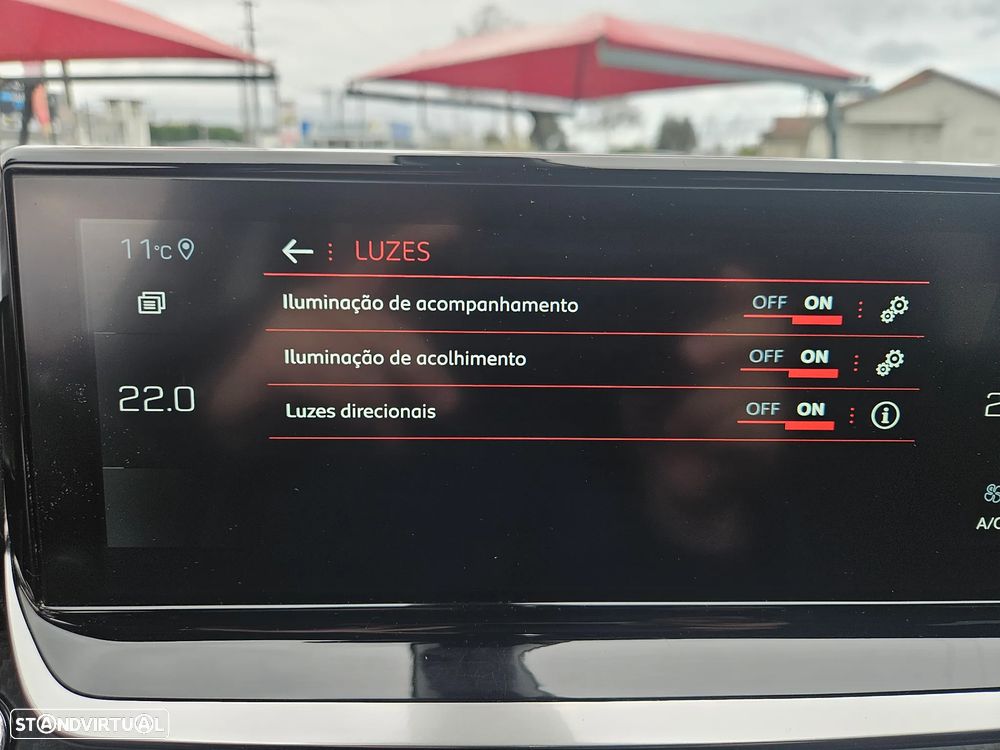 11°C
LUZES
Iluminação de acompanhamento OFF ON
Iluminação de acolhimento OFF ON
22.0
Luzes direcionais OFF ON
2
A/C
STANDVIRTUAL